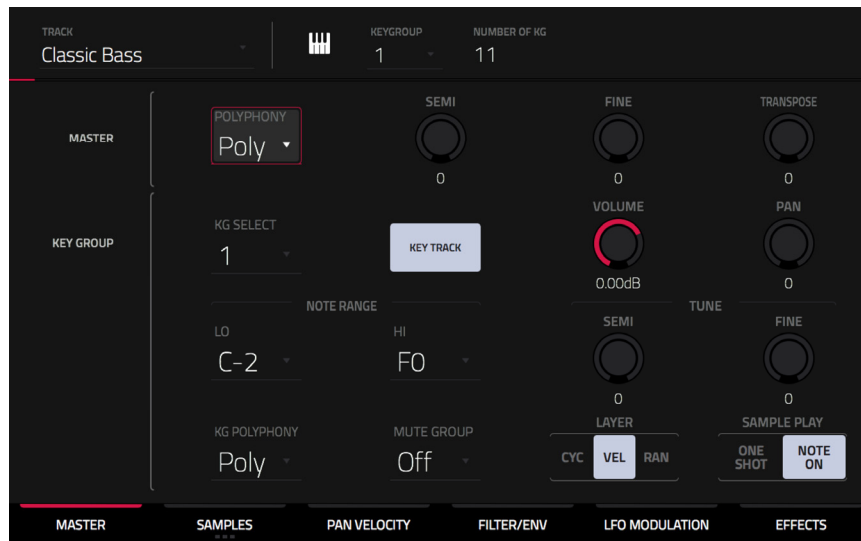 TRACK
Classic Bass
KEYGROUP
1
NUMBER OF KG
11
MASTER
POLYPHONY
Poly
SEMI
0
FINE
0
TRANSPOSE
0
KEY GROUP
KG SELECT
1
KEY TRACK
VOLUME
0.00dB
PAN
0
NOTE RANGE
LO
C-2
HI
F0
TUNE
SEMI
0
FINE
0
KG POLYPHONY
Poly
MUTE GROUP
Off
LAYER
CYC VEL RAN
SAMPLE PLAY
ONE SHOT
NOTE ON
MASTER SAMPLES PAN VELOCITY FILTER/ENV LFO MODULATION EFFECTS